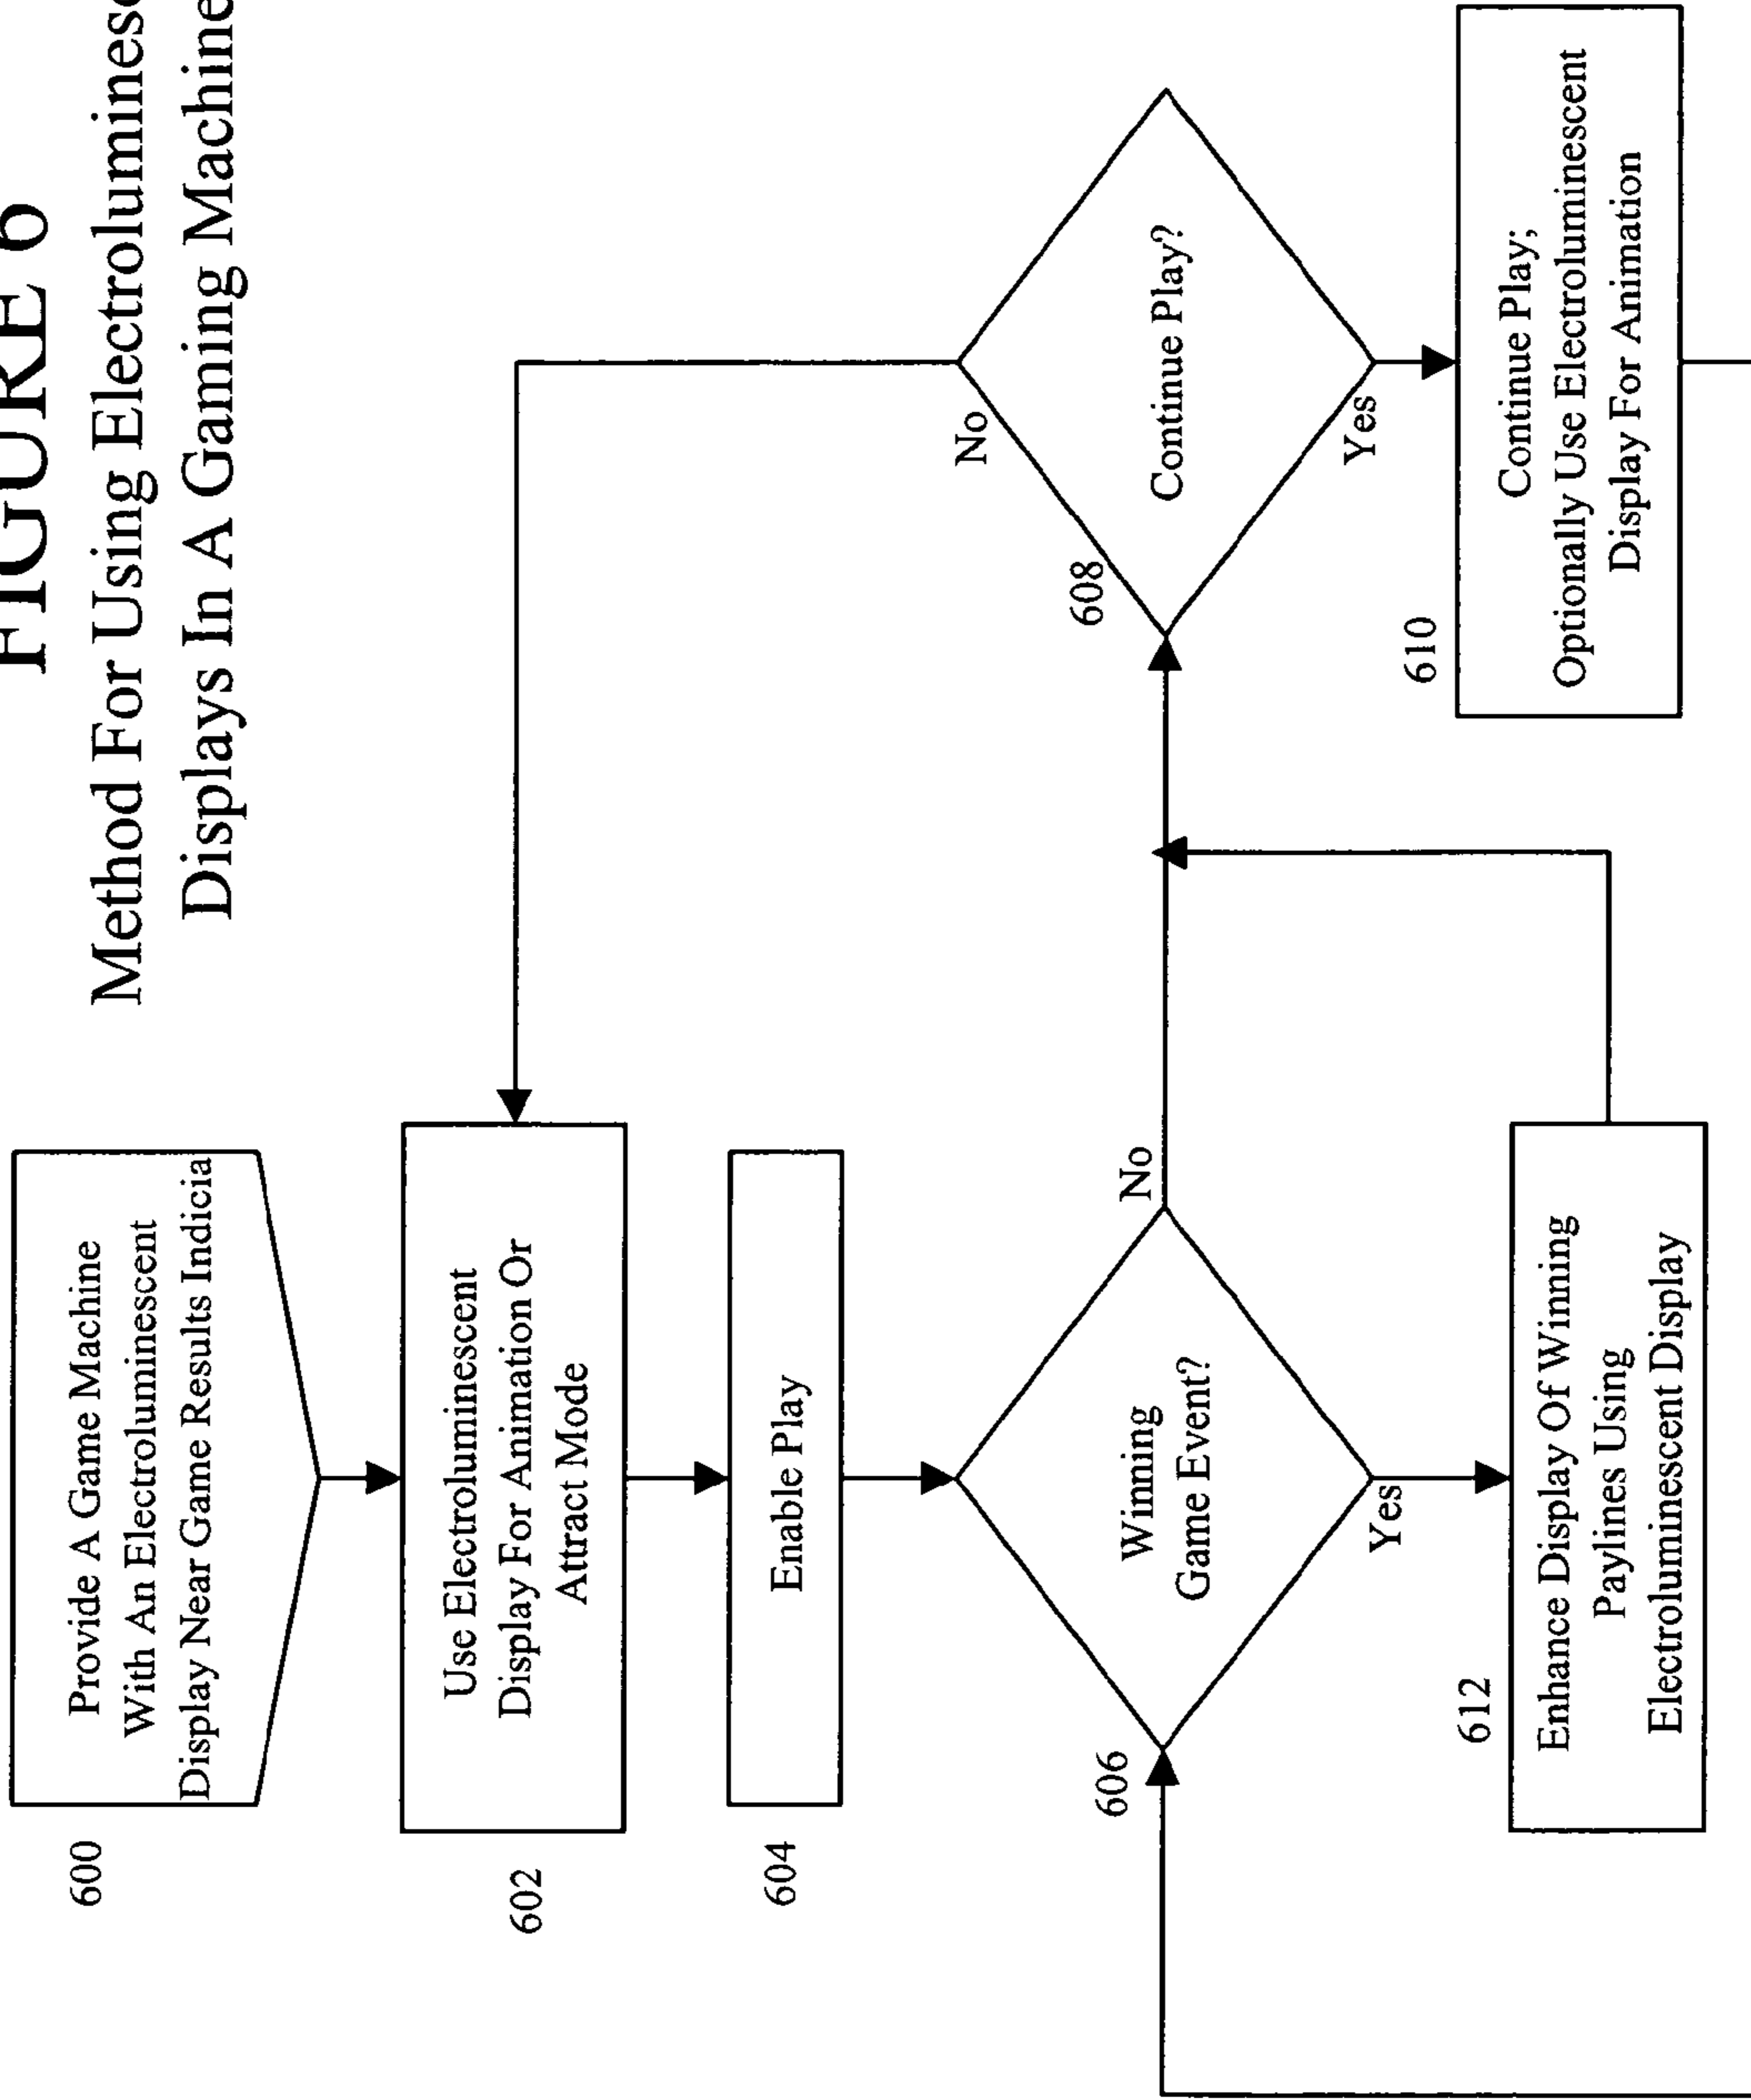 FIGURE 6
Method For Using Electroluminesc
Displays In A Gaming Machine
600
Provide A Game Machine
With An Electroluminescent
Display Near Game Results Indicia
602
Use Electroluminescent
Display For Animation Or
Attract Mode
604
Enable Play
606
Winning
Game Event?
No
Yes
612
Enhance Display Of Winning
Paylines Using
Electroluminescent Display
608
Continue Play?
No
Yes
610
Continue Play;
Optionally Use Electroluminescent
Display For Animation